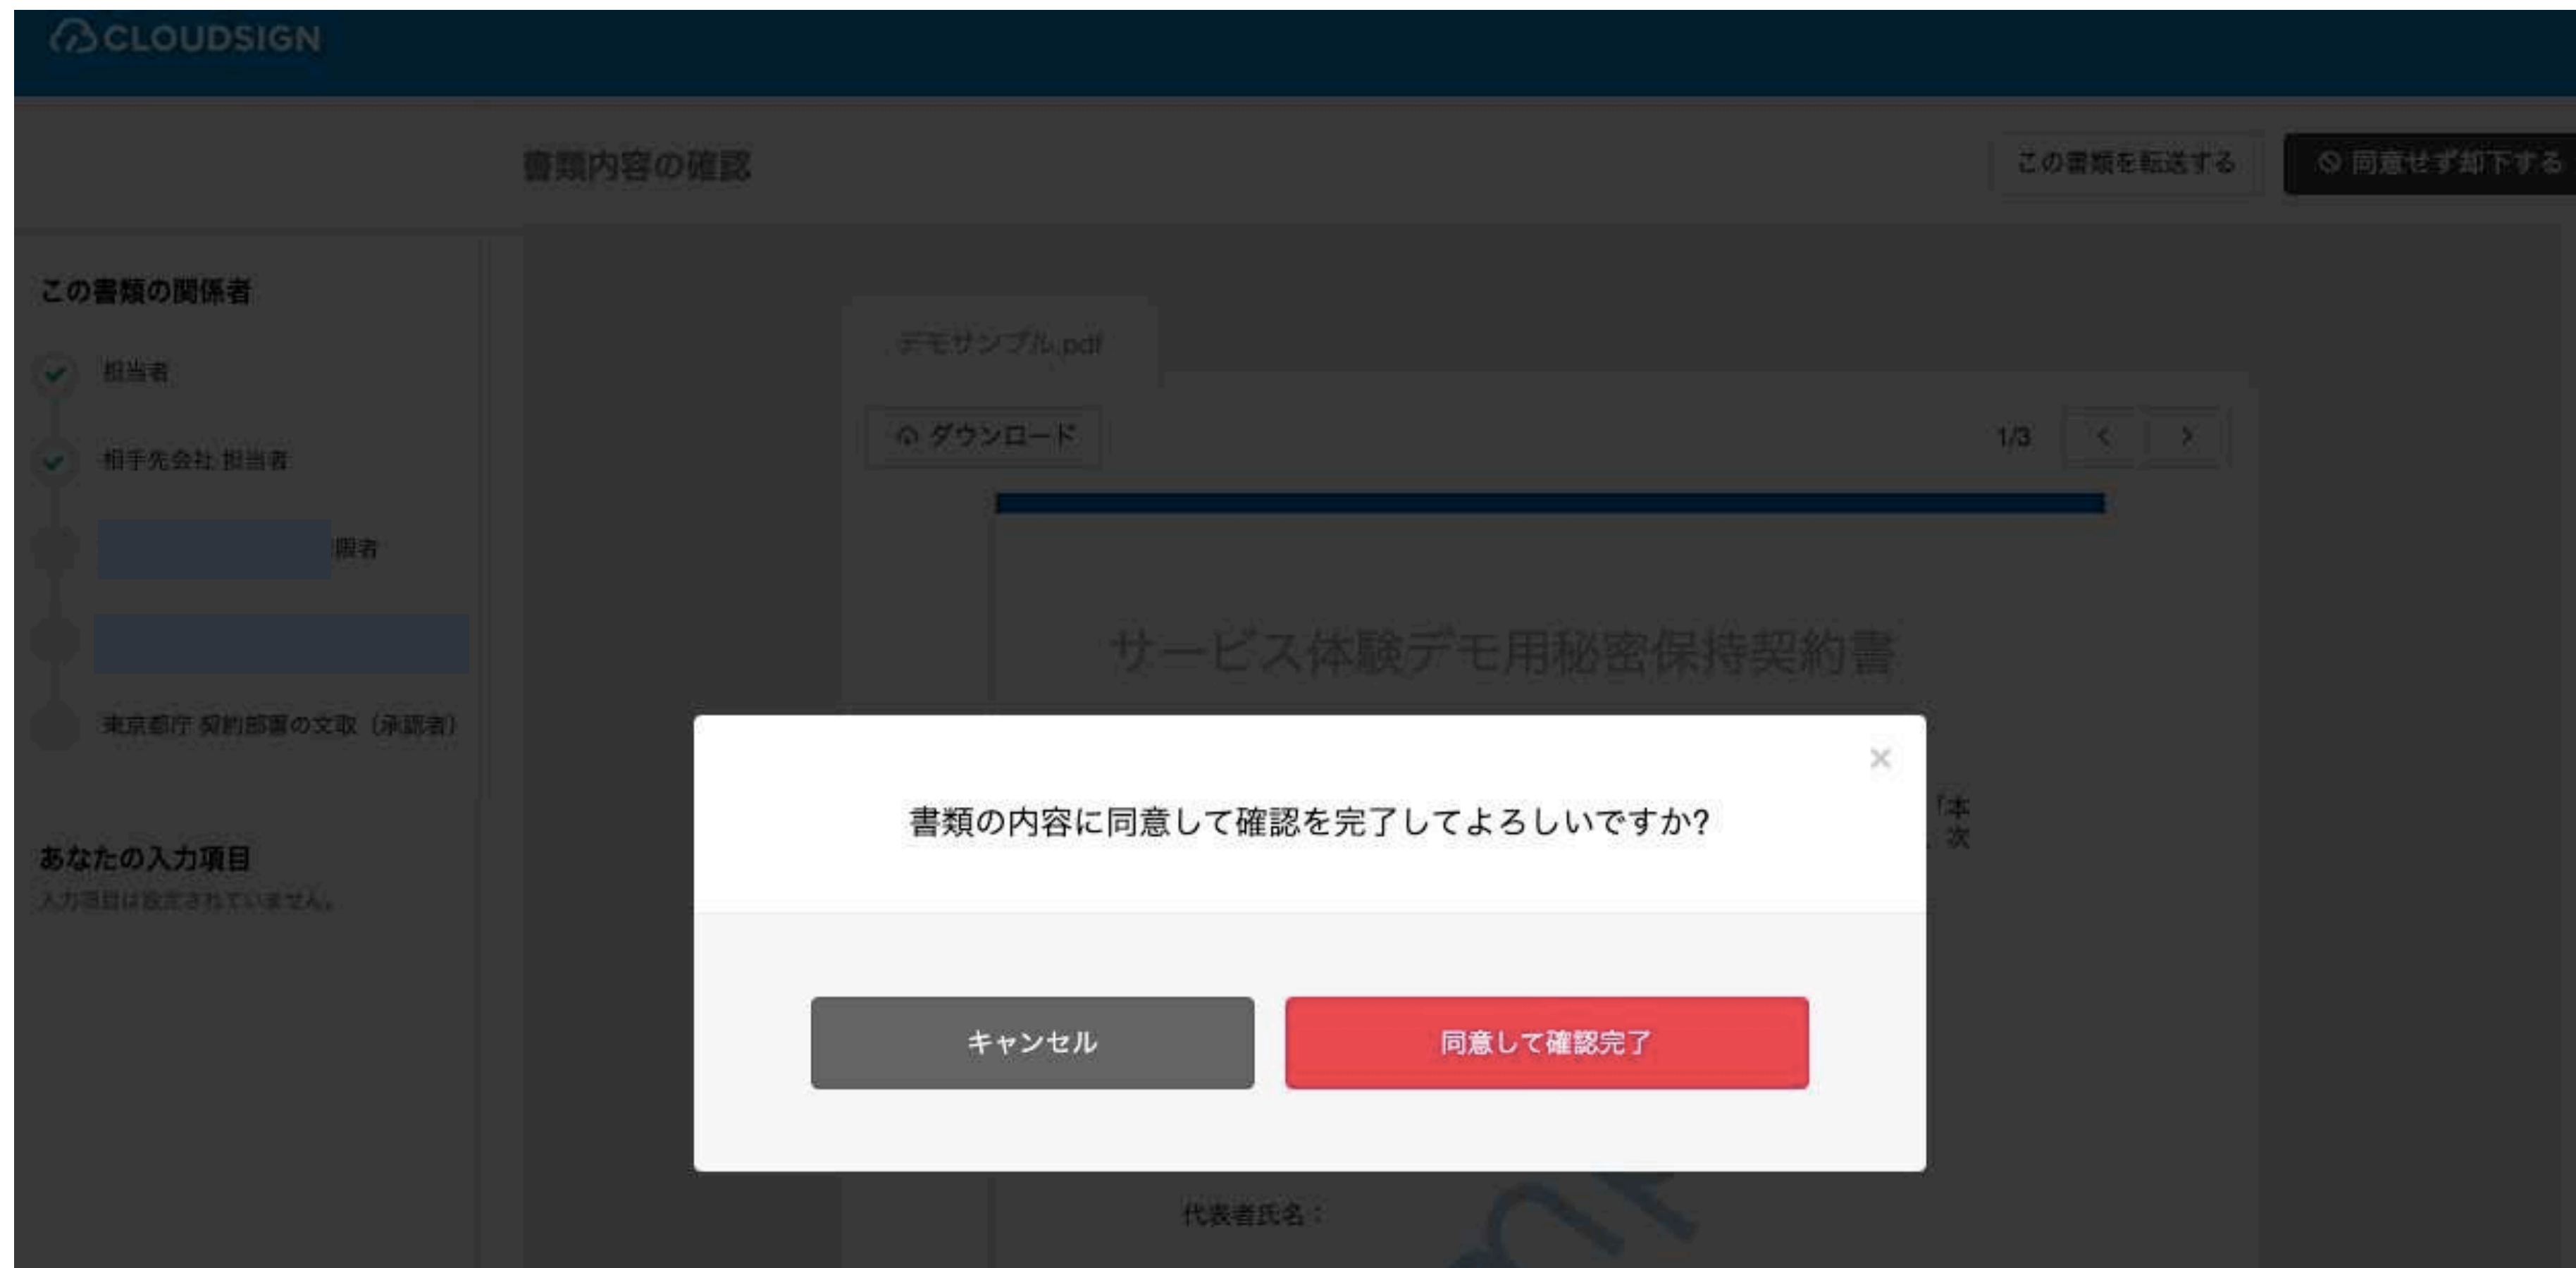 CLOUDSIGN
書類内容の確認
この書類を転送する
同意せず却下する
この書類の関係者
担当者
相手先会社 担当者
限者
東京都庁 契約部署の文取（承認者）
あなたの入力項目
入力項目は設定されていません。
デモサンプル.pdf
ダウンロード
1/3
サービス体験デモ用秘密保持契約書
「本
次
×
書類の内容に同意して確認を完了してよろしいですか?
キャンセル
同意して確認完了
代表者氏名：